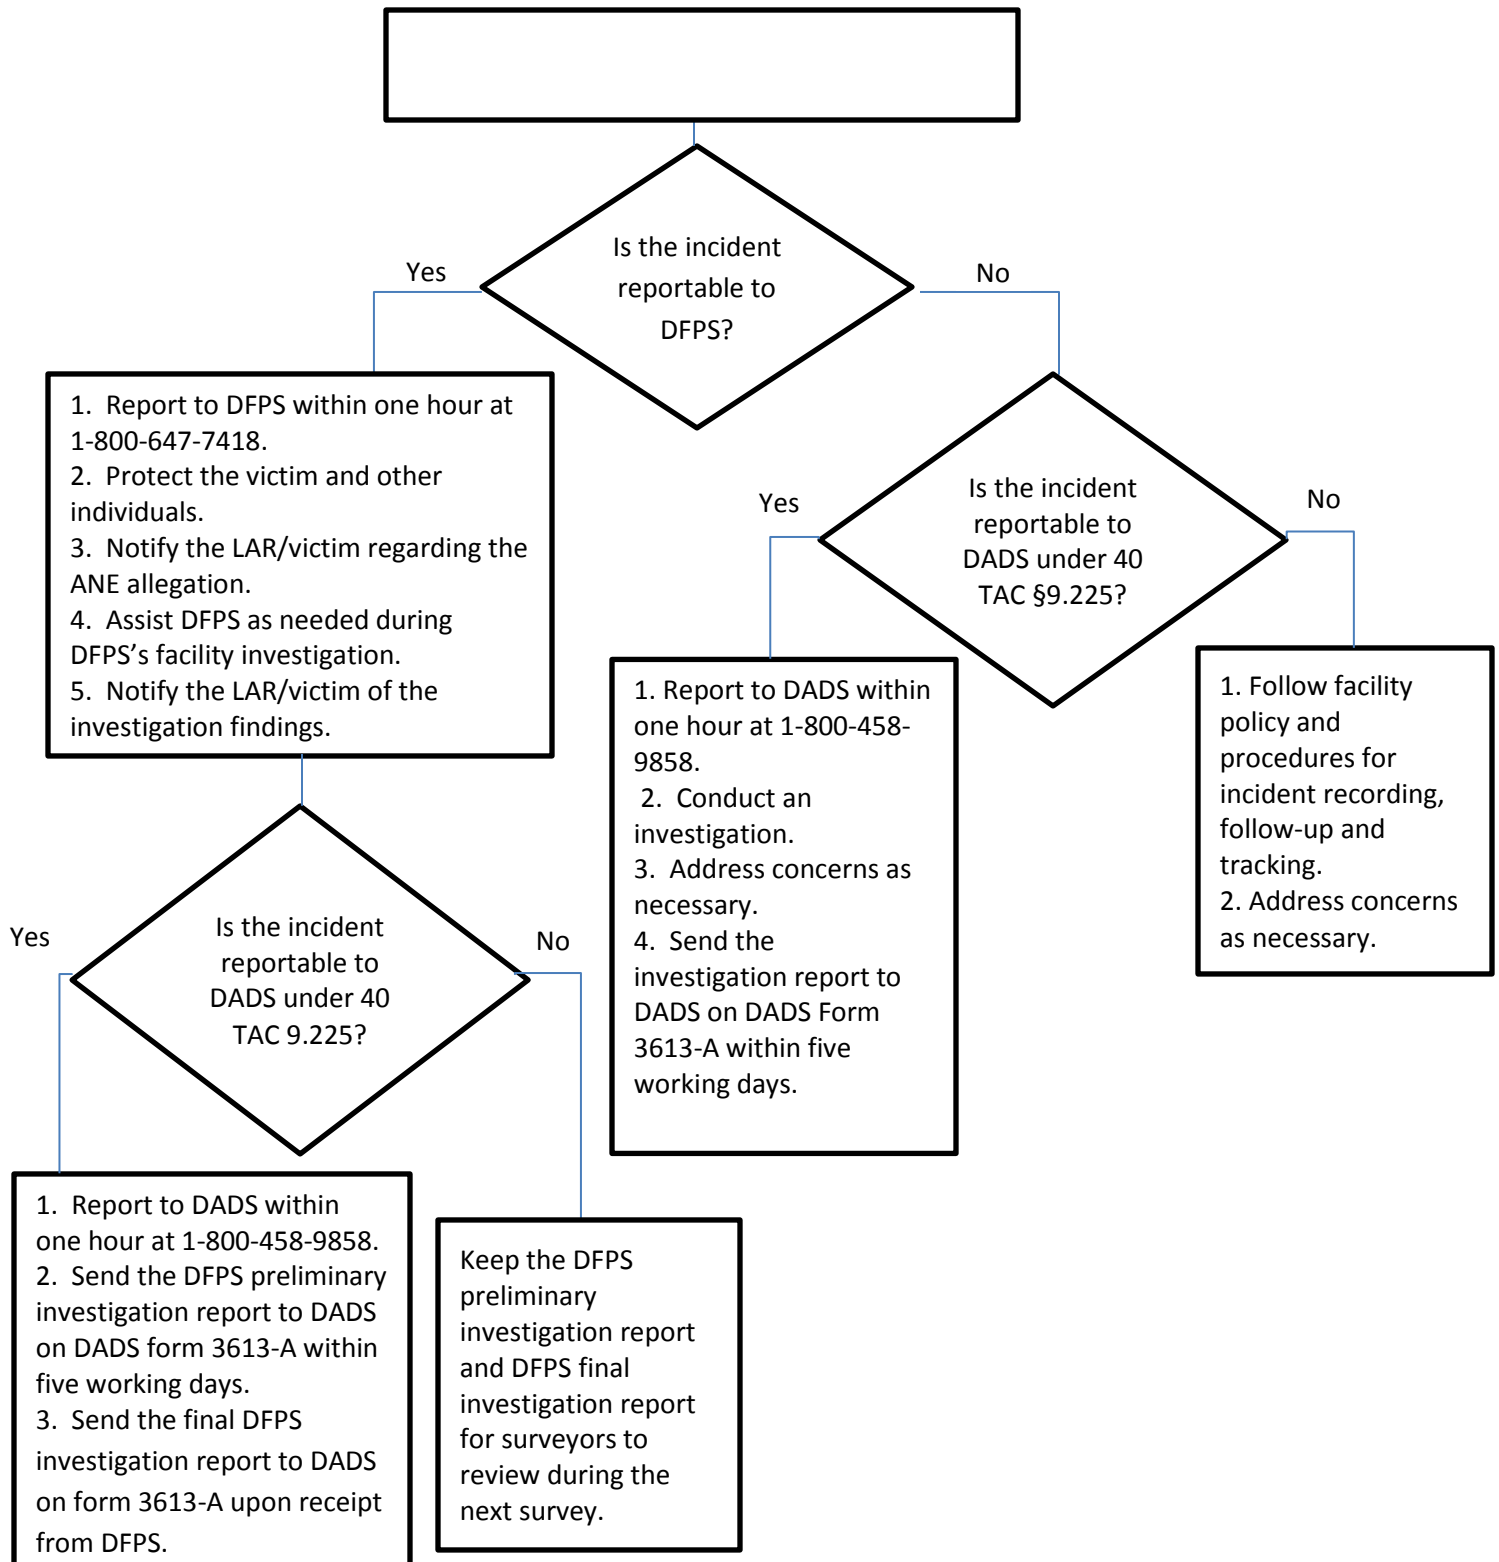 Is the incident
reportable to
DFPS?
Yes
No
1.  Report to DFPS within one hour at
1-800-647-7418.
2.  Protect the victim and other
individuals.
3.  Notify the LAR/victim regarding the
ANE allegation.
4.  Assist DFPS as needed during
DFPS’s facility investigation.
5.  Notify the LAR/victim of the
investigation findings.
Is the incident
reportable to
DADS under 40
TAC §9.225?
Yes
No
1. Report to DADS within
one hour at 1-800-458-
9858.
2.  Conduct an
investigation.
3.  Address concerns as
necessary.
4.  Send the
investigation report to
DADS on DADS Form
3613-A within five
working days.
1. Follow facility
policy and
procedures for
incident recording,
follow-up and
tracking.
2. Address concerns
as necessary.
Is the incident
reportable to
DADS under 40
TAC 9.225?
Yes
No
1.  Report to DADS within
one hour at 1-800-458-9858.
2.  Send the DFPS preliminary
investigation report to DADS
on DADS form 3613-A within
five working days.
3.  Send the final DFPS
investigation report to DADS
on form 3613-A upon receipt
from DFPS.
Keep the DFPS
preliminary
investigation report
and DFPS final
investigation report
for surveyors to
review during the
next survey.